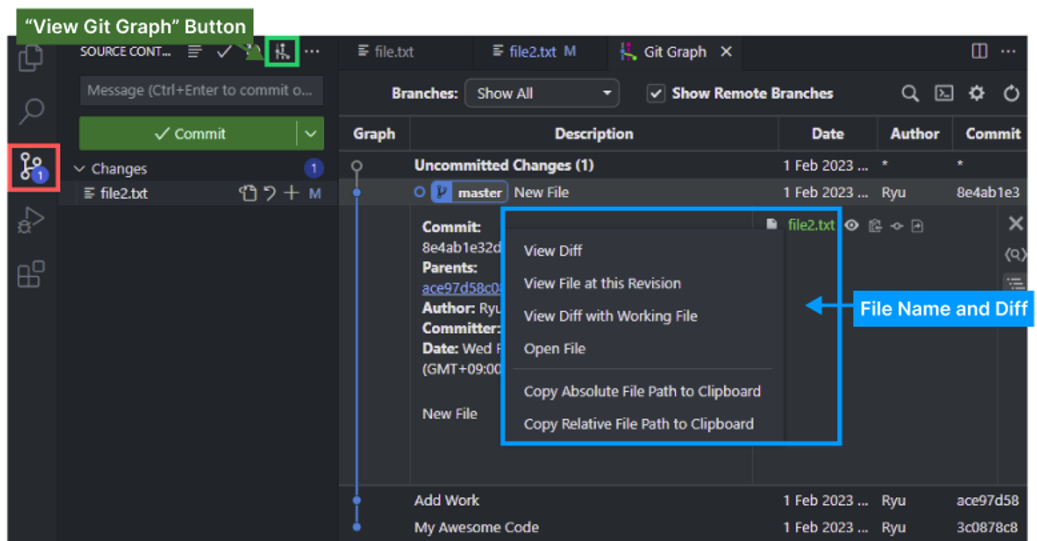 “View Git Graph” Button
SOURCE CONT...
file.txt
file2.txt M
Git Graph
Message (Ctrl+Enter to commit o...
Branches: Show All
Show Remote Branches
Commit
Graph Description Date Author Commit
Changes 1
Uncommitted Changes (1) 1 Feb 2023 ... * *
1
file2.txt M
master New File 1 Feb 2023 ... Ryu 8e4ab1e3
Commit:
8e4ab1e32d
Parents:
ace97d58c08
Author: Ryu
Committer:
Date: Wed F
(GMT+09:00
New File
file2.txt
View Diff
View File at this Revision
View Diff with Working File
Open File
Copy Absolute File Path to Clipboard
Copy Relative File Path to Clipboard
File Name and Diff
Add Work 1 Feb 2023 ... Ryu ace97d58
My Awesome Code 1 Feb 2023 ... Ryu 3c0878c8